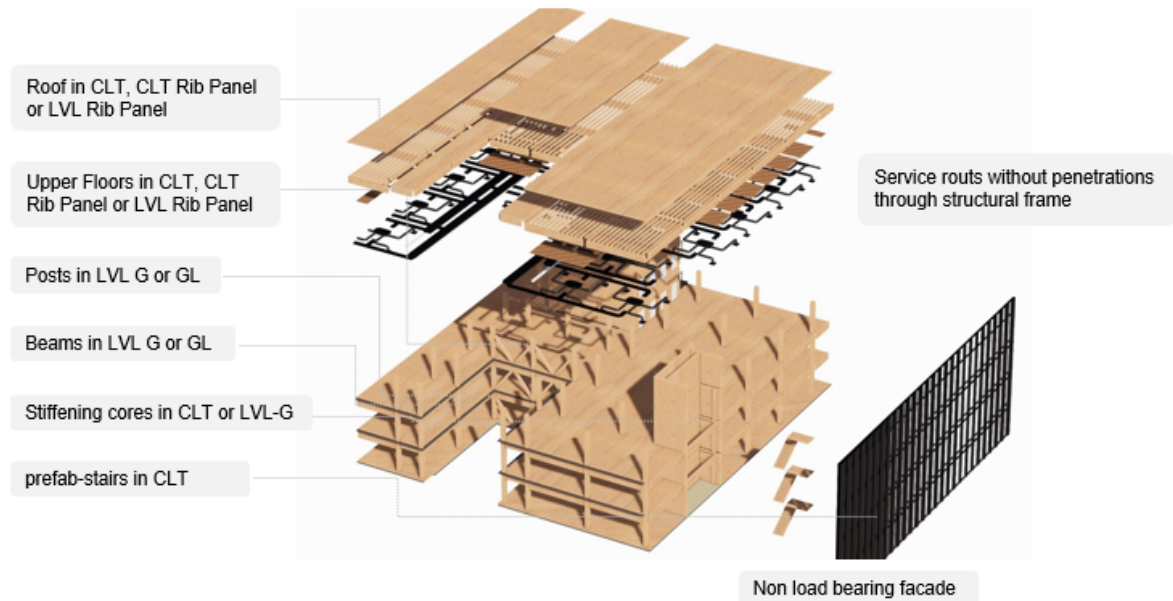 Roof in CLT, CLT Rib Panel
or LVL Rib Panel
Upper Floors in CLT, CLT
Rib Panel or LVL Rib Panel
Service routs without penetrations
through structural frame
Posts in LVL G or GL
Beams in LVL G or GL
Stiffening cores in CLT or LVL-G
prefab-stairs in CLT
Non load bearing facade